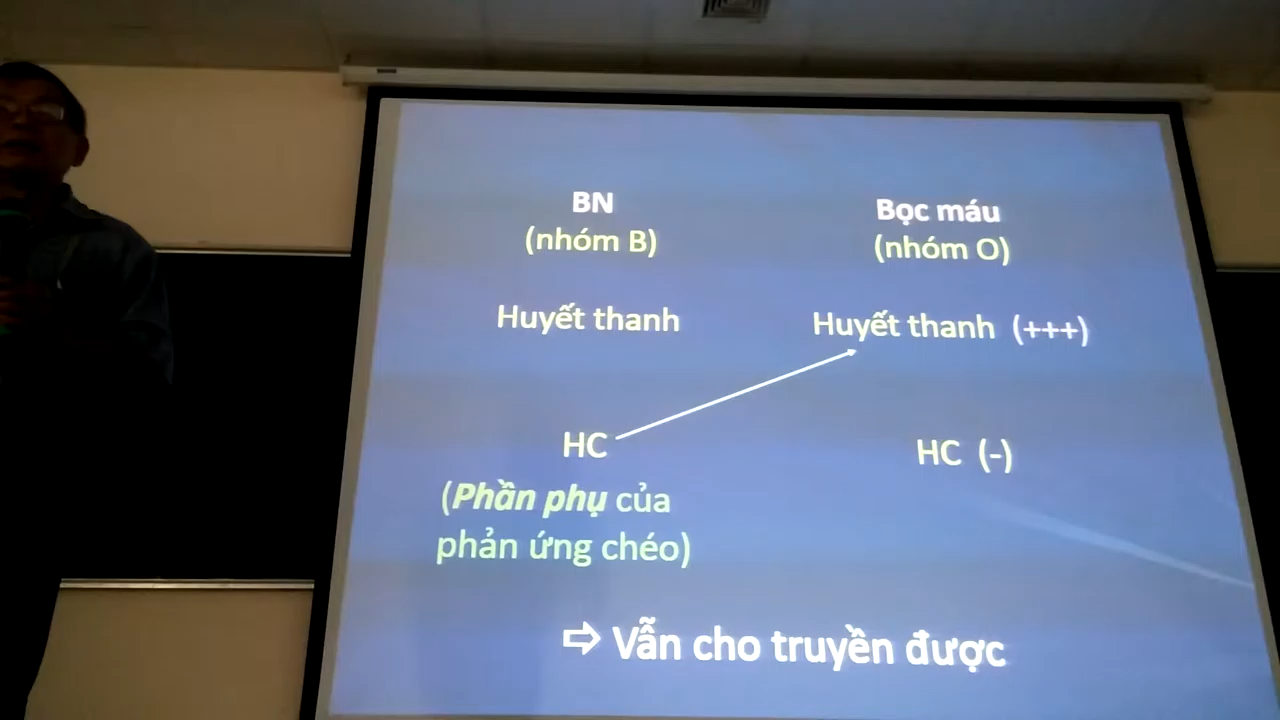 BN
(nhóm B)
Bọc máu
(nhóm O)
Huyết thanh
Huyết thanh (+++)
HC
HC (-)
(Phần phụ của
phản ứng chéo)
⇨ Vẫn cho truyền được